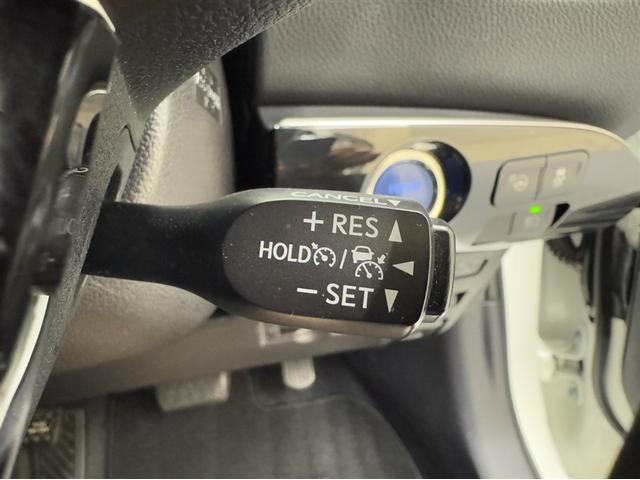 CANCEL▼
+ RES ▲
HOLD / ◀
− SET ▼